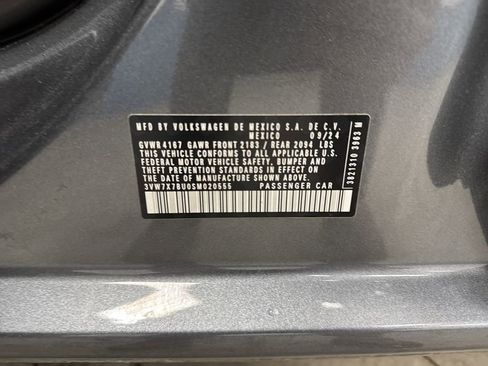 MFD BY VOLKSWAGEN DE MEXICO S.A. DE C.V.
MEXICO 09/24
GVWR 4167 GAWR FRONT 2183 / REAR 2094 LBS
THIS VEHICLE CONFORMS TO ALL APPLICABLE U.S.
FEDERAL MOTOR VEHICLE SAFETY, BUMPER AND
THEFT PREVENTION STANDARDS IN EFFECT ON THE
DATE OF MANUFACTURE SHOWN ABOVE.
3VW7X7BU0SM020555 PASSENGER CAR
3821310 3963 M